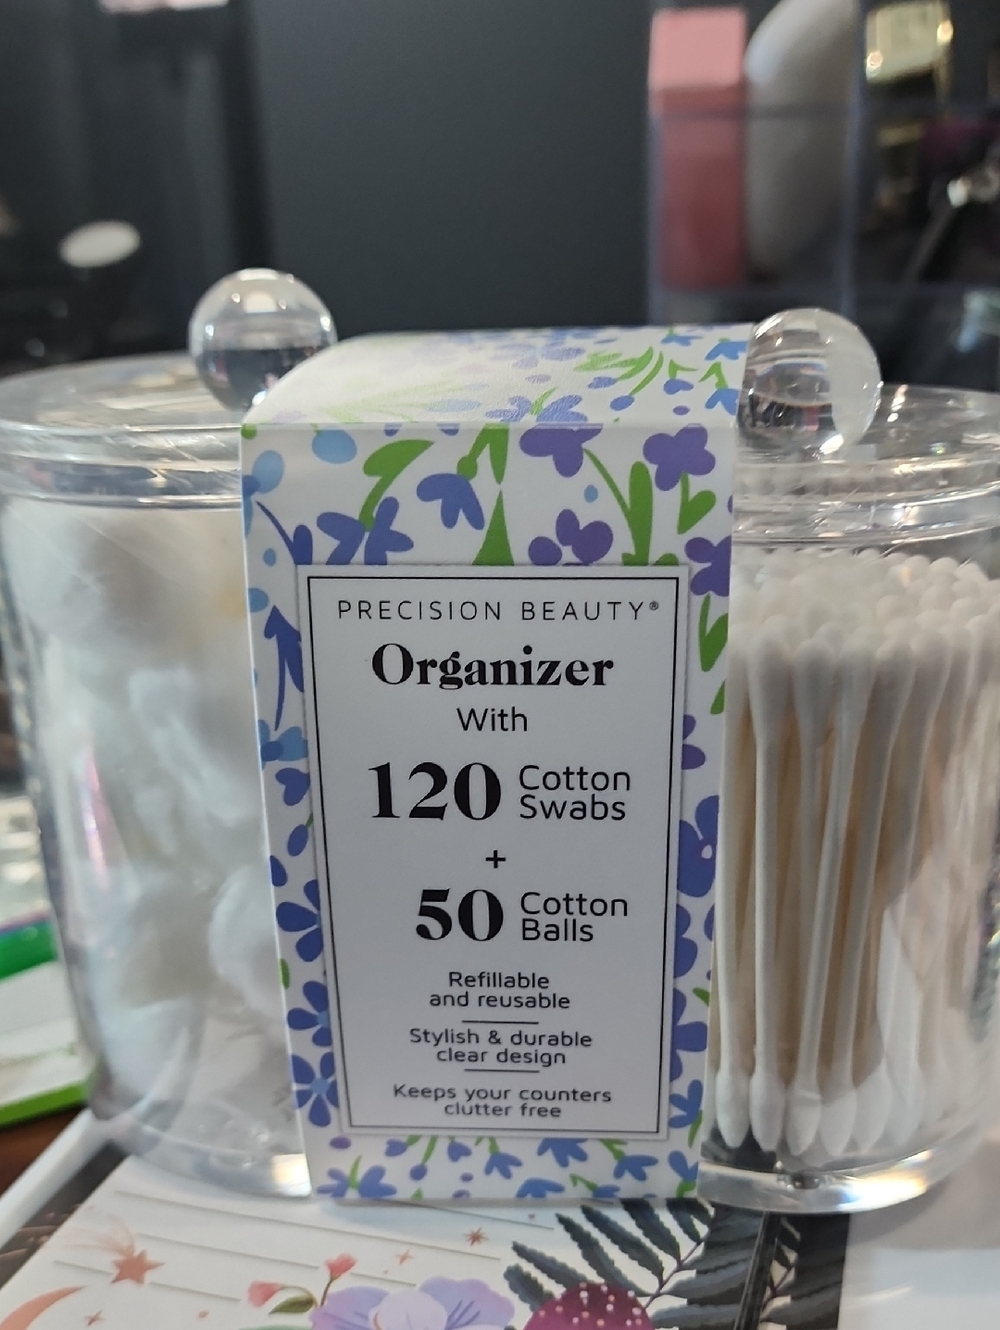 PRECISION BEAUTY®
Organizer
With
120 Cotton
Swabs
+
50 Cotton
Balls
Refillable
and reusable
Stylish & durable
clear design
Keeps your counters
clutter free